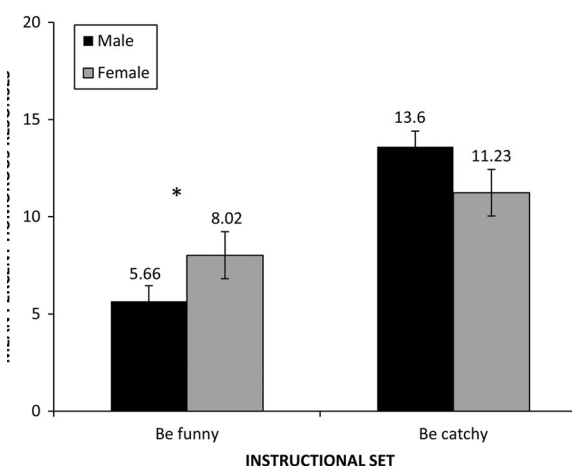 20
Male
Female
15
13.6
11.23
*
10
8.02
5.66
5
0
Be funny
Be catchy
INSTRUCTIONAL SET